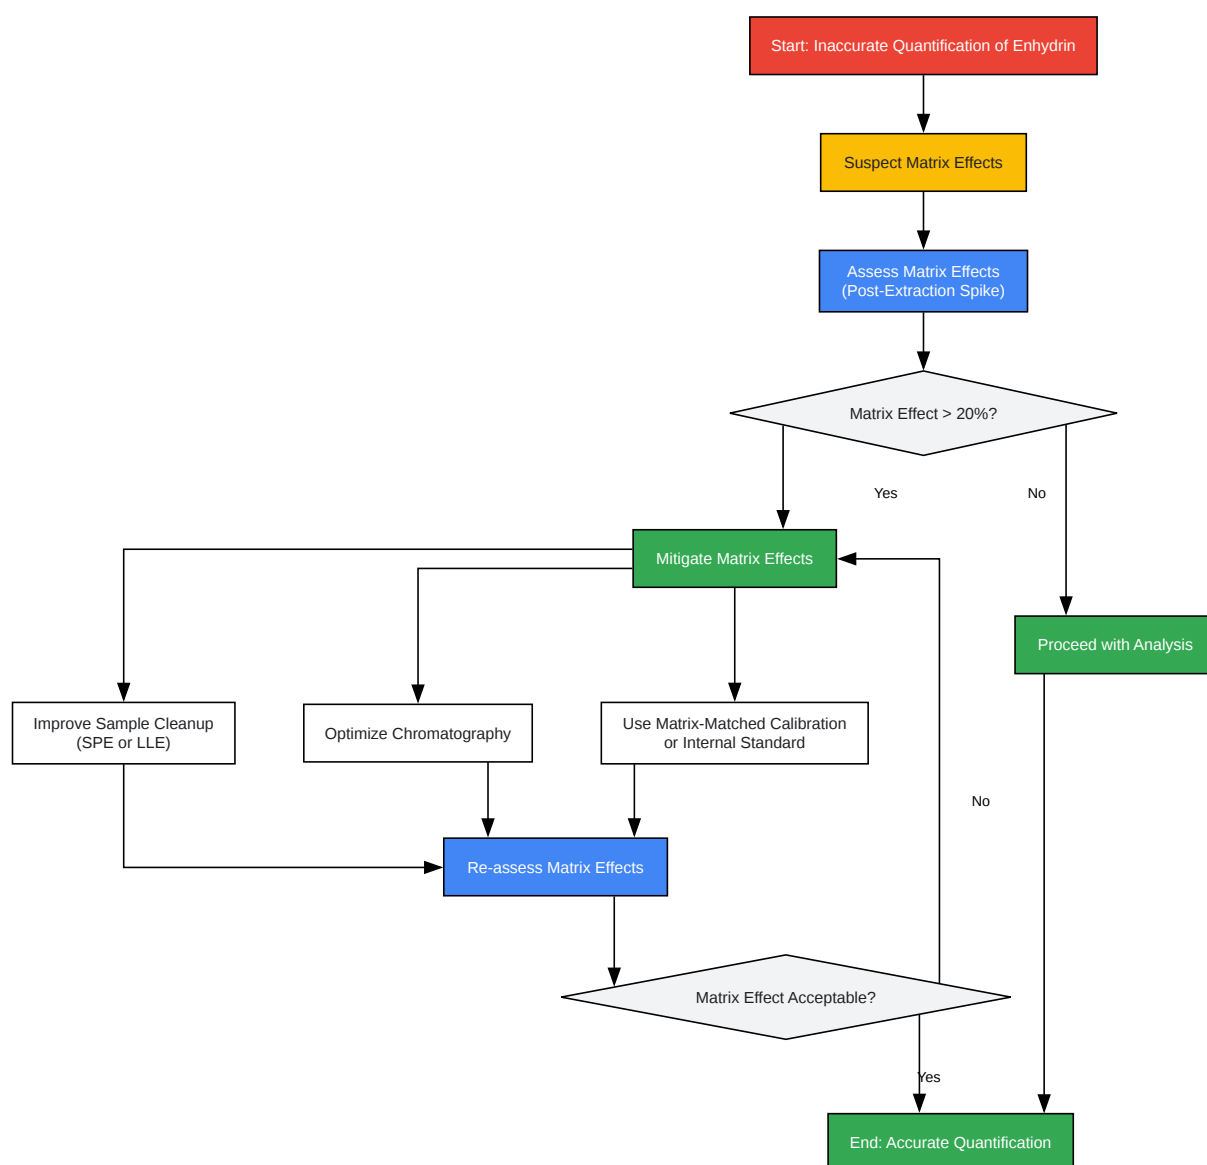 Start: Inaccurate Quantification of Enhydrin
Suspect Matrix Effects
Assess Matrix Effects
(Post-Extraction Spike)
Matrix Effect > 20%?
Yes
No
Mitigate Matrix Effects
Proceed with Analysis
Improve Sample Cleanup
(SPE or LLE)
Optimize Chromatography
Use Matrix-Matched Calibration
or Internal Standard
No
Re-assess Matrix Effects
Matrix Effect Acceptable?
Yes
End: Accurate Quantification